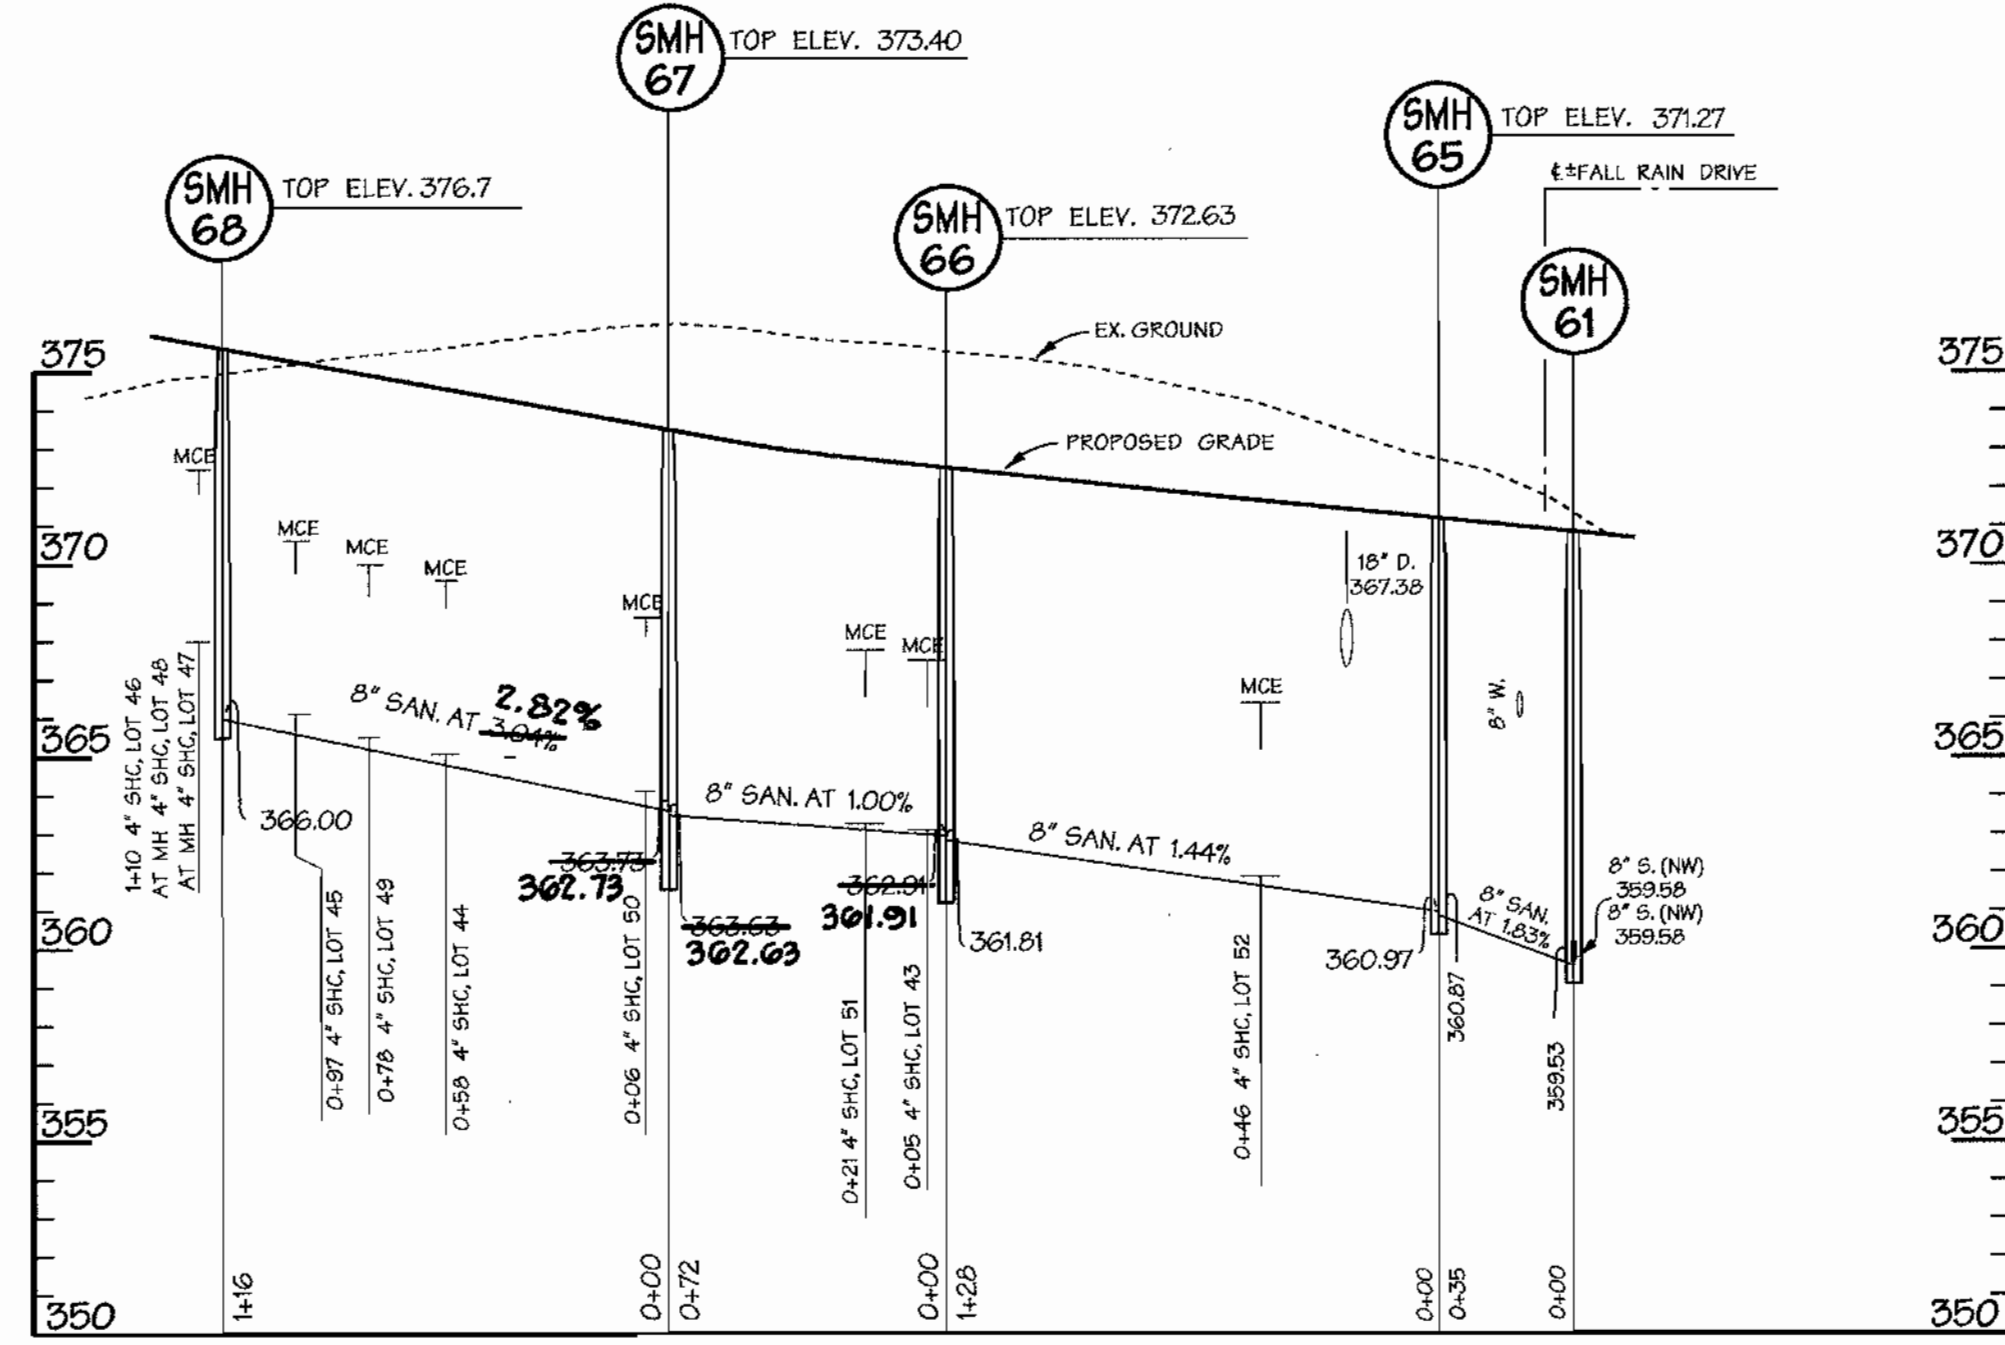 SMH
67
TOP ELEV. 373.40
SMH
65
TOP ELEV. 371.27
SMH
68
TOP ELEV. 376.7
SMH
66
TOP ELEV. 372.63
℄±FALL RAIN DRIVE
SMH
61
EX. GROUND
PROPOSED GRADE
375
370
365
360
355
350
375
370
365
360
355
350
MCE
MCE
MCE
MCE
MCE
MCE
MCE
MCE
18" D.
367.38
8" W.
1+10 4" SHC, LOT 46
AT MH 4" SHC, LOT 48
AT MH 4" SHC, LOT 47
8" SAN. AT 3.04%
2.82%
366.00
8" SAN. AT 1.00%
8" SAN. AT 1.44%
8" SAN.
AT 1.83%
8" S. (NW)
359.58
8" S. (NW)
359.58
363.73
362.73
363.63
362.63
362.91
361.91
361.81
360.97
360.87
359.53
0+97 4" SHC, LOT 45
0+78 4" SHC, LOT 49
0+58 4" SHC, LOT 44
0+06 4" SHC, LOT 50
0+21 4" SHC, LOT 51
0+05 4" SHC, LOT 43
0+46 4" SHC, LOT 52
1+16
0+00
0+72
0+00
1+28
0+00
0+35
0+00